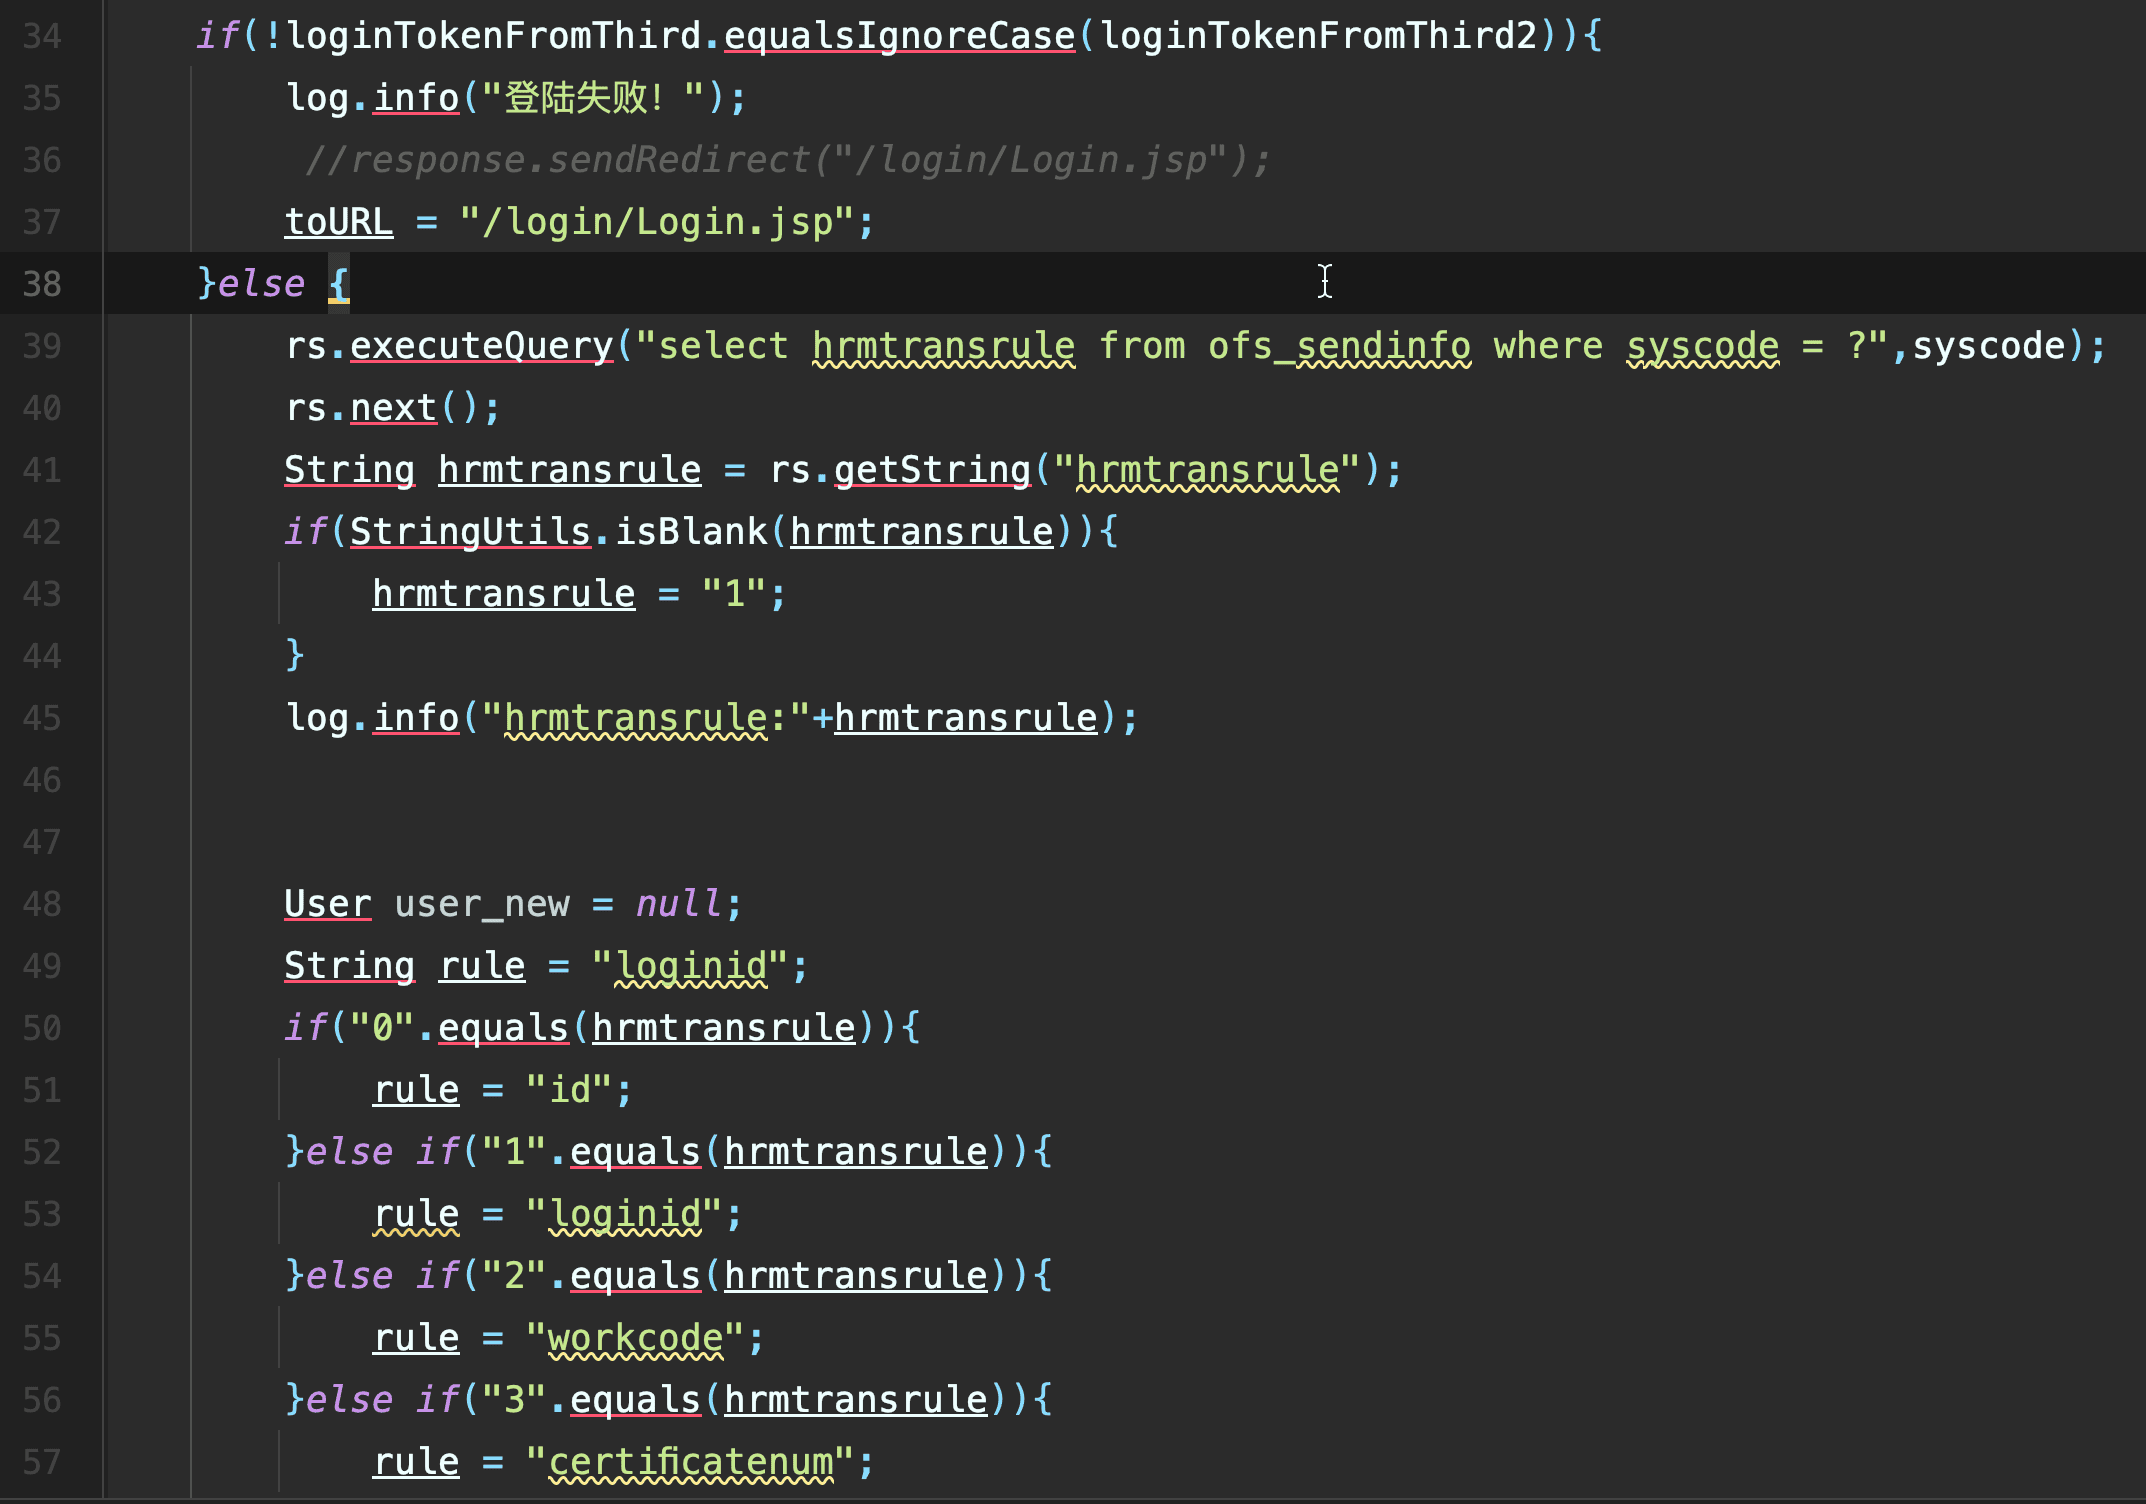 34 if(!loginTokenFromThird.equalsIgnoreCase(loginTokenFromThird2)){
35 log.info("登陆失败！");
36 //response.sendRedirect("/login/Login.jsp");
37 toURL = "/login/Login.jsp";
38 }else {
39 rs.executeQuery("select hrmtransrule from ofs_sendinfo where syscode = ?",syscode);
40 rs.next();
41 String hrmtransrule = rs.getString("hrmtransrule");
42 if(StringUtils.isBlank(hrmtransrule)){
43 hrmtransrule = "1";
44 }
45 log.info("hrmtransrule:"+hrmtransrule);
46
47
48 User user_new = null;
49 String rule = "loginid";
50 if("0".equals(hrmtransrule)){
51 rule = "id";
52 }else if("1".equals(hrmtransrule)){
53 rule = "loginid";
54 }else if("2".equals(hrmtransrule)){
55 rule = "workcode";
56 }else if("3".equals(hrmtransrule)){
57 rule = "certificatenum";